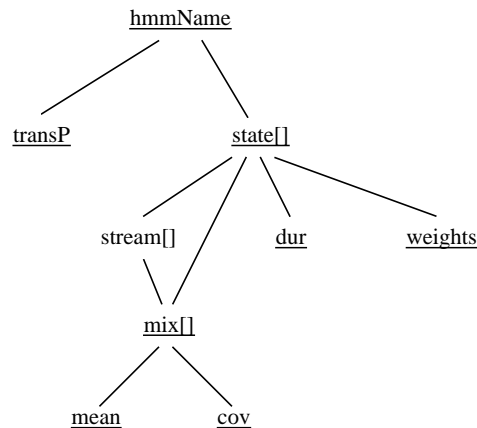 hmmName
transP
state[]
stream[]
dur
weights
mix[]
mean
cov